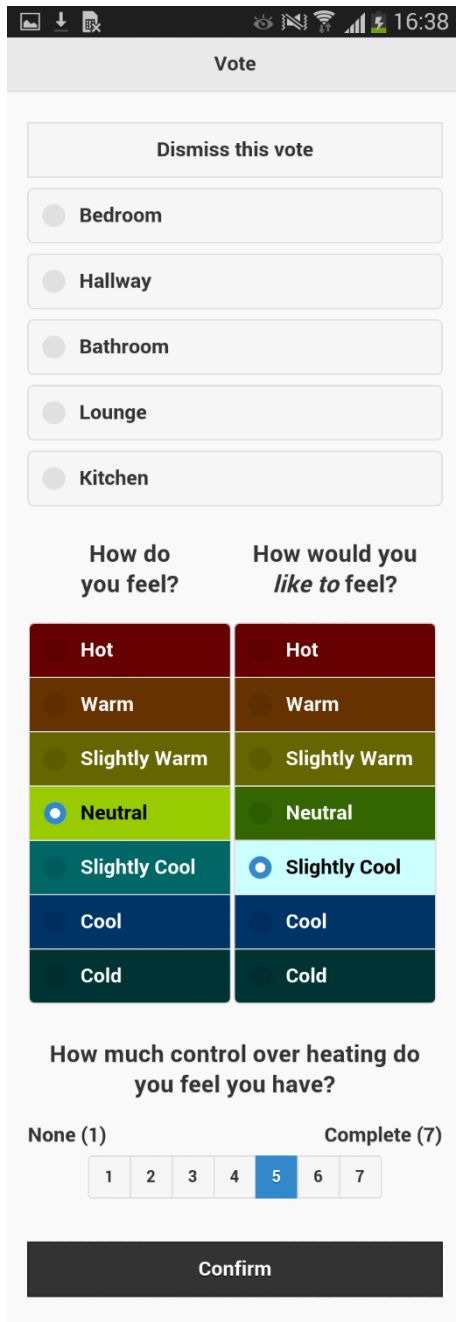 16:38
Vote
Dismiss this vote
Bedroom
Hallway
Bathroom
Lounge
Kitchen
How do
you feel?
Hot
Warm
Slightly Warm
Neutral
Slightly Cool
Cool
Cold
How would you
like to feel?
Hot
Warm
Slightly Warm
Neutral
Slightly Cool
Cool
Cold
How much control over heating do
you feel you have?
None (1) Complete (7)
1 2 3 4 5 6 7
Confirm